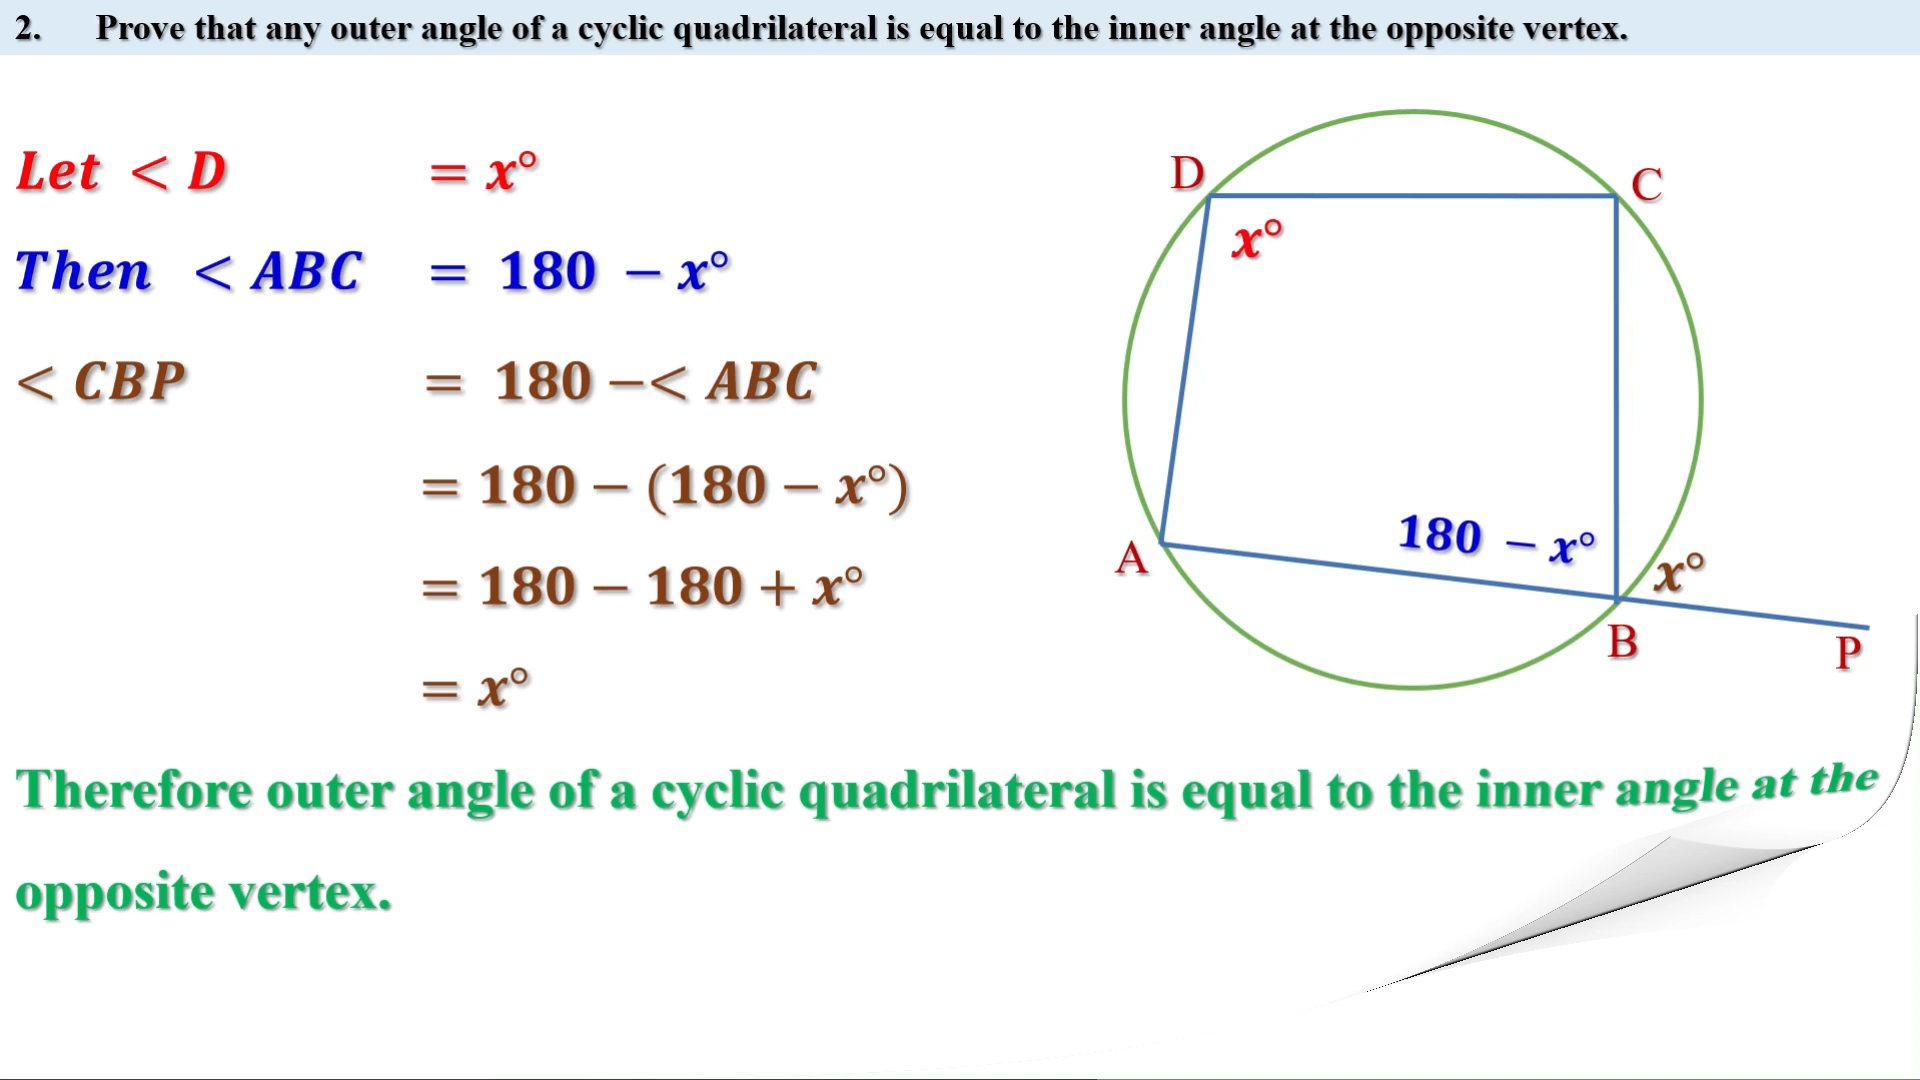 2. Prove that any outer angle of a cyclic quadrilateral is equal to the inner angle at the opposite vertex.
Let < D = x°
Then < ABC = 180 − x°
< CBP = 180 −< ABC
= 180 − (180 − x°)
= 180 − 180 + x°
= x°
Therefore outer angle of a cyclic quadrilateral is equal to the inner angle at the
opposite vertex.
D
C
x°
180 − x°
x°
A
B
P